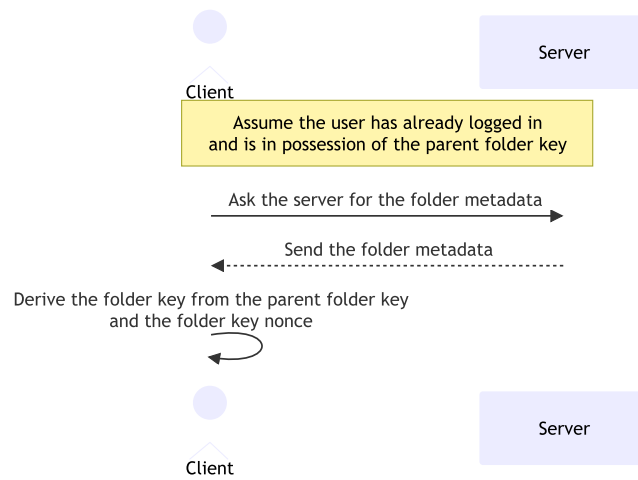 Server
Client
Assume the user has already logged in
and is in possession of the parent folder key
Ask the server for the folder metadata
Send the folder metadata
Derive the folder key from the parent folder key
and the folder key nonce
Server
Client